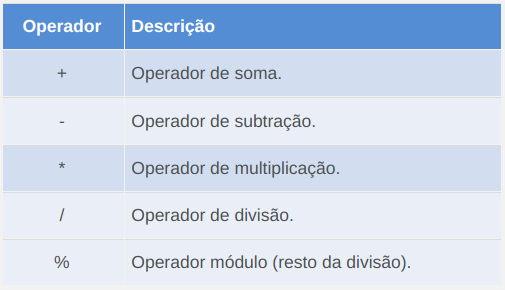 Operador Descrição
+ Operador de soma.
- Operador de subtração.
* Operador de multiplicação.
/ Operador de divisão.
% Operador módulo (resto da divisão).